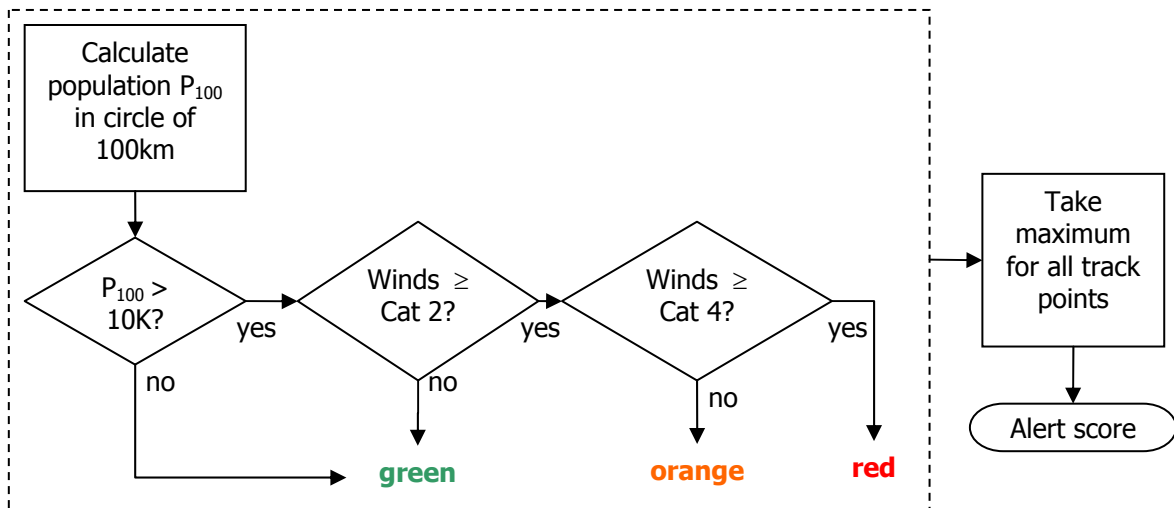 Calculate
population P₁₀₀
in circle of
100km
P₁₀₀ >
10K?
yes
no
Winds ≥
Cat 2?
yes
no
Winds ≥
Cat 4?
yes
no
green
orange
red
Take
maximum
for all track
points
Alert score